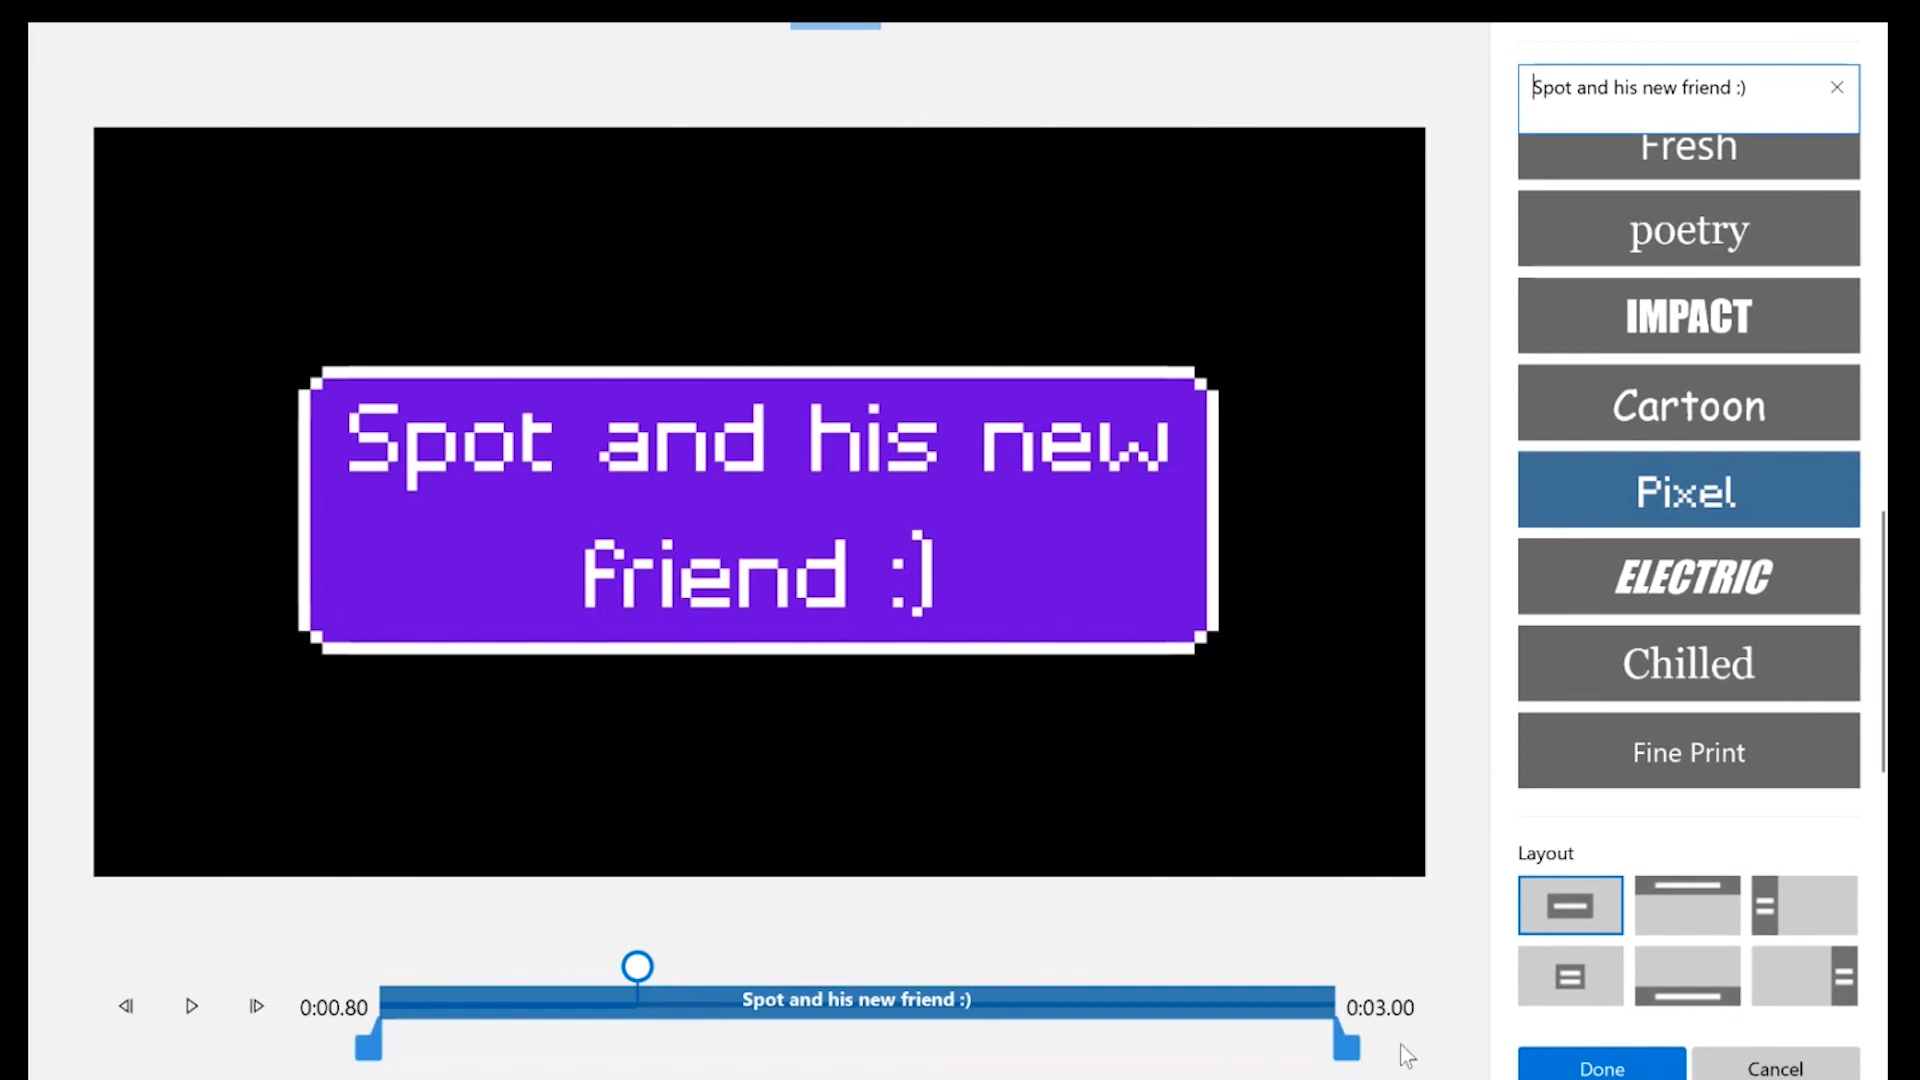 Spot and his new friend :)
Fresh
poetry
IMPACT
Cartoon
Pixel
ELECTRIC
Chilled
Fine Print
Layout
Spot and his new
friend :)
0:00.80
Spot and his new friend :)
0:03.00
Done
Cancel